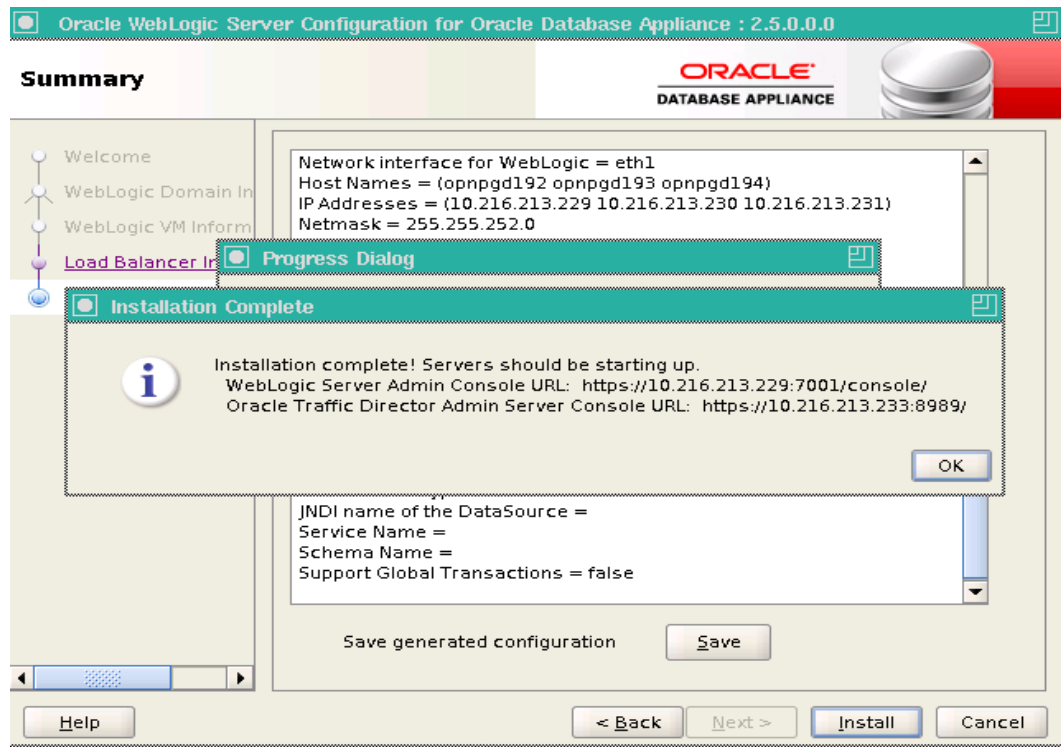 Oracle WebLogic Server Configuration for Oracle Database Appliance : 2.5.0.0.0
Summary
ORACLE
DATABASE APPLIANCE
Welcome
WebLogic Domain In
WebLogic VM Inform
Load Balancer In
Network interface for WebLogic = eth1
Host Names = (opnpgd192 opnpgd193 opnpgd194)
IP Addresses = (10.216.213.229 10.216.213.230 10.216.213.231)
Netmask = 255.255.252.0
Progress Dialog
Installation Complete
Installation complete! Servers should be starting up.
WebLogic Server Admin Console URL: https://10.216.213.229:7001/console/
Oracle Traffic Director Admin Server Console URL: https://10.216.213.233:8989/
OK
JNDI name of the DataSource =
Service Name =
Schema Name =
Support Global Transactions = false
Save generated configuration
Save
Help
< Back
Next >
Install
Cancel